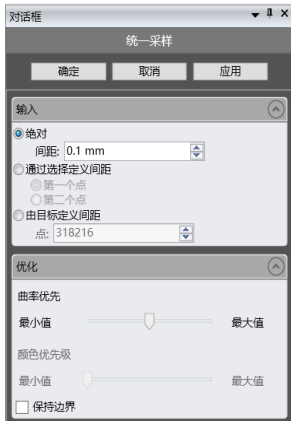 对话框
统一采样
确定 取消 应用
输入
绝对
间距: 0.1 mm
通过选择定义间距
第一个点
第二个点
由目标定义间距
点: 318216
优化
曲率优先
最小值 最大值
颜色优先级
最小值 最大值
保持边界